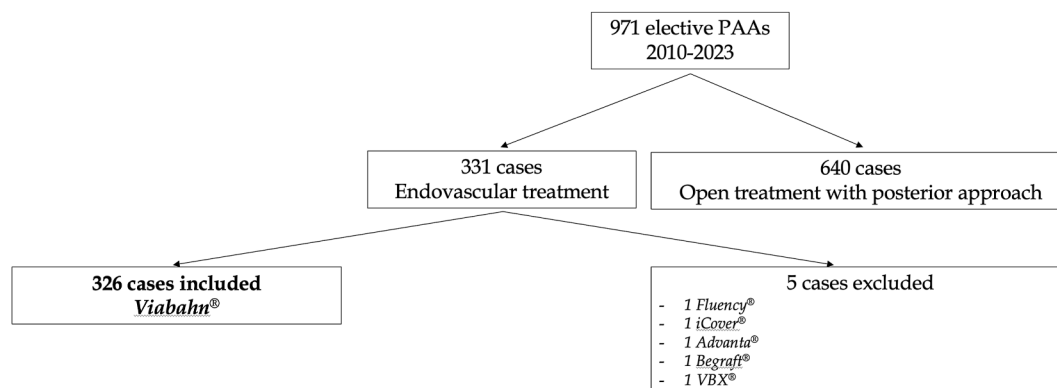 971 elective PAAs
2010-2023
331 cases
Endovascular treatment
640 cases
Open treatment with posterior approach
326 cases included
Viabahn®
5 cases excluded
- 1 Fluency®
- 1 iCover®
- 1 Advanta®
- 1 Begraft®
- 1 VBX®